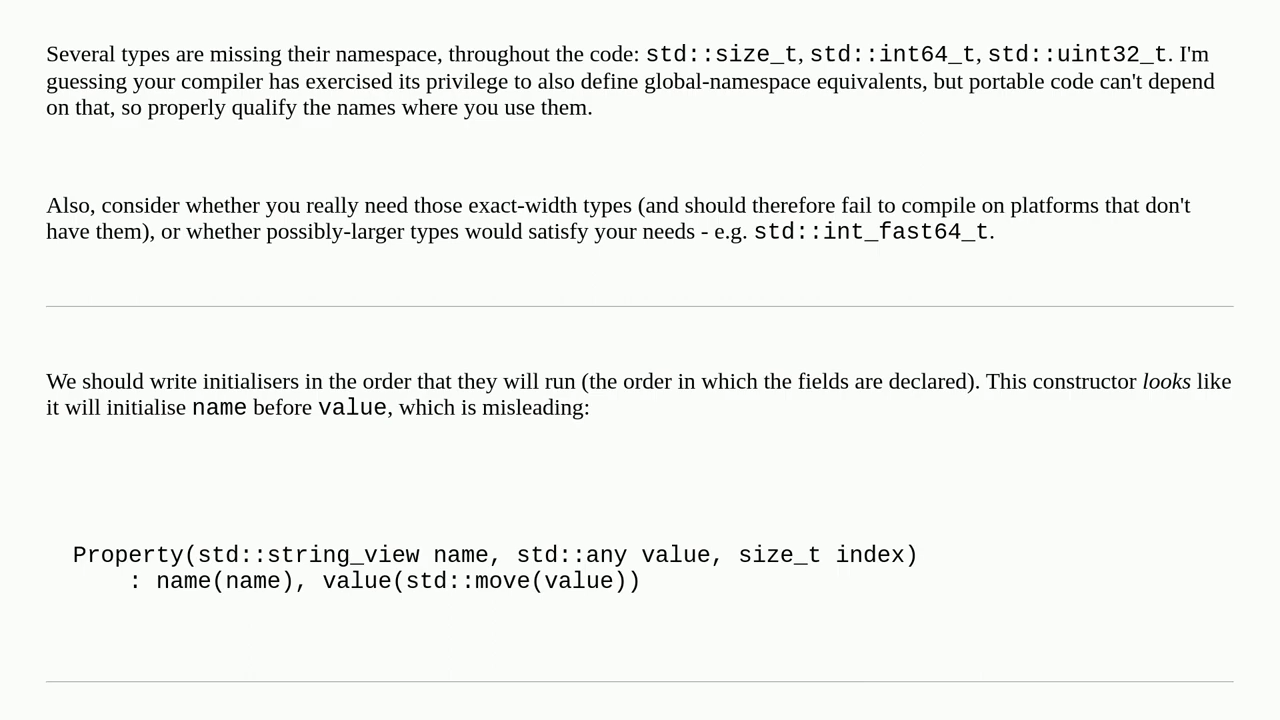 Several types are missing their namespace, throughout the code: std::size_t, std::int64_t, std::uint32_t. I'm
guessing your compiler has exercised its privilege to also define global-namespace equivalents, but portable code can't depend
on that, so properly qualify the names where you use them.
Also, consider whether you really need those exact-width types (and should therefore fail to compile on platforms that don't
have them), or whether possibly-larger types would satisfy your needs - e.g. std::int_fast64_t.
We should write initialisers in the order that they will run (the order in which the fields are declared). This constructor looks like
it will initialise name before value, which is misleading:
Property(std::string_view name, std::any value, size_t index)
    : name(name), value(std::move(value))